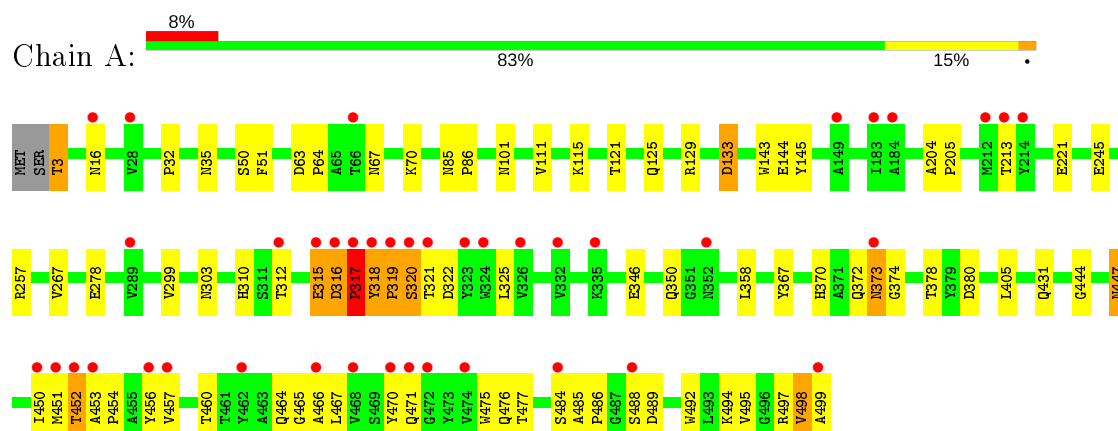 8%
Chain A:
83% 15% •
MET SER T3 N16 V28 P32 N35 S50 F51 D63 P64 A65 T66 N67 K70 N85 P86 N101 V111 K115 T121 Q125 R129 D133 W143 E144 Y145 A149 I183 A184 A204 P205 M212 T213 Y214 E221 E245
R257 V267 E278 V289 V299 N303 H310 S311 T312 E315 D316 P317 Y318 P319 S320 T321 D322 Y323 W324 L325 V326 V332 K335 E346 Q350 G351 N352 L358 Y367 H370 A371 Q372 N373 G374 T378 Y379 D380 L405 Q431 G444
I450 M451 T452 A453 P454 A455 Y456 V457 T460 T461 Y462 A463 Q464 G465 A466 L467 V468 S469 Y470 Q471 G472 Y473 V474 W475 Q476 T477 S484 A485 P486 G487 S488 D489 W492 L493 K494 V495 G496 R497 V498 A499